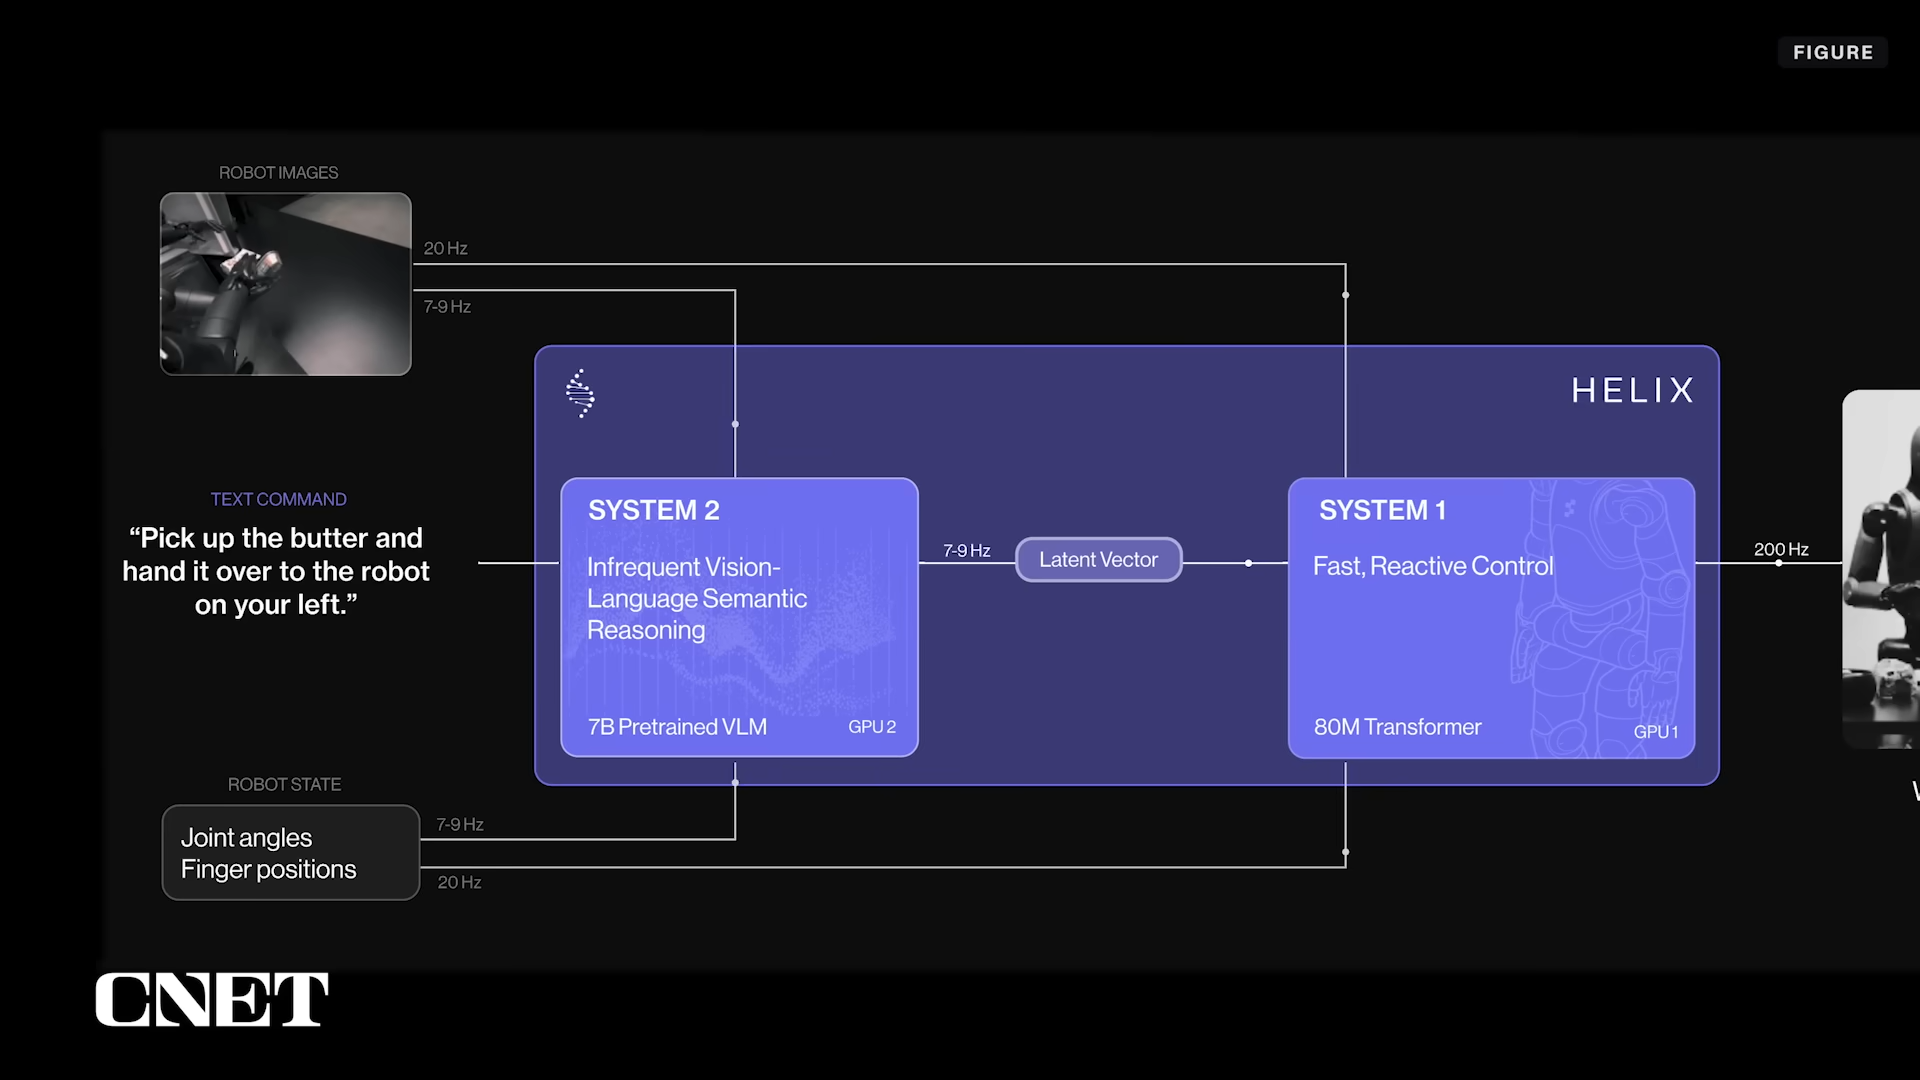 FIGURE
ROBOT IMAGES
20 Hz
7-9 Hz
HELIX
TEXT COMMAND
“Pick up the butter and
hand it over to the robot
on your left.”
SYSTEM 2
Infrequent Vision-
Language Semantic
Reasoning
7B Pretrained VLM
GPU 2
7-9 Hz
Latent Vector
SYSTEM 1
Fast, Reactive Control
80M Transformer
GPU 1
200 Hz
ROBOT STATE
Joint angles
Finger positions
7-9 Hz
20 Hz
CNET